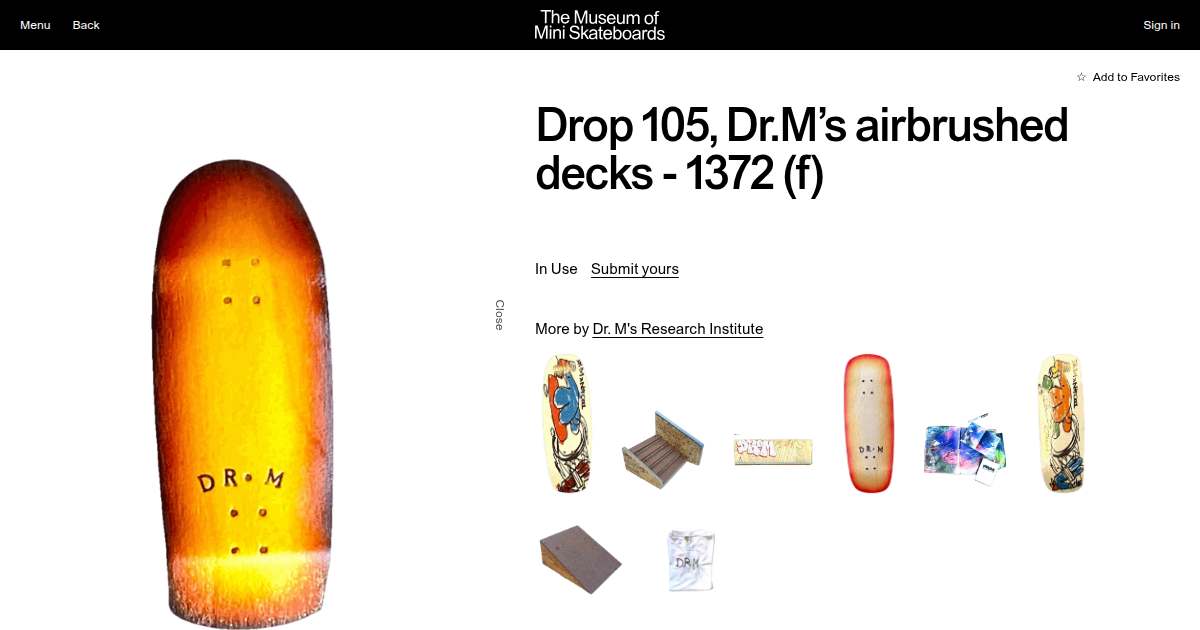 Menu
Back
The Museum of
Mini Skateboards
Sign in
☆ Add to Favorites
Drop 105, Dr.M’s airbrushed
decks - 1372 (f)
In Use
Submit yours
Close
More by Dr. M's Research Institute
DR•M
DR•M
DRM